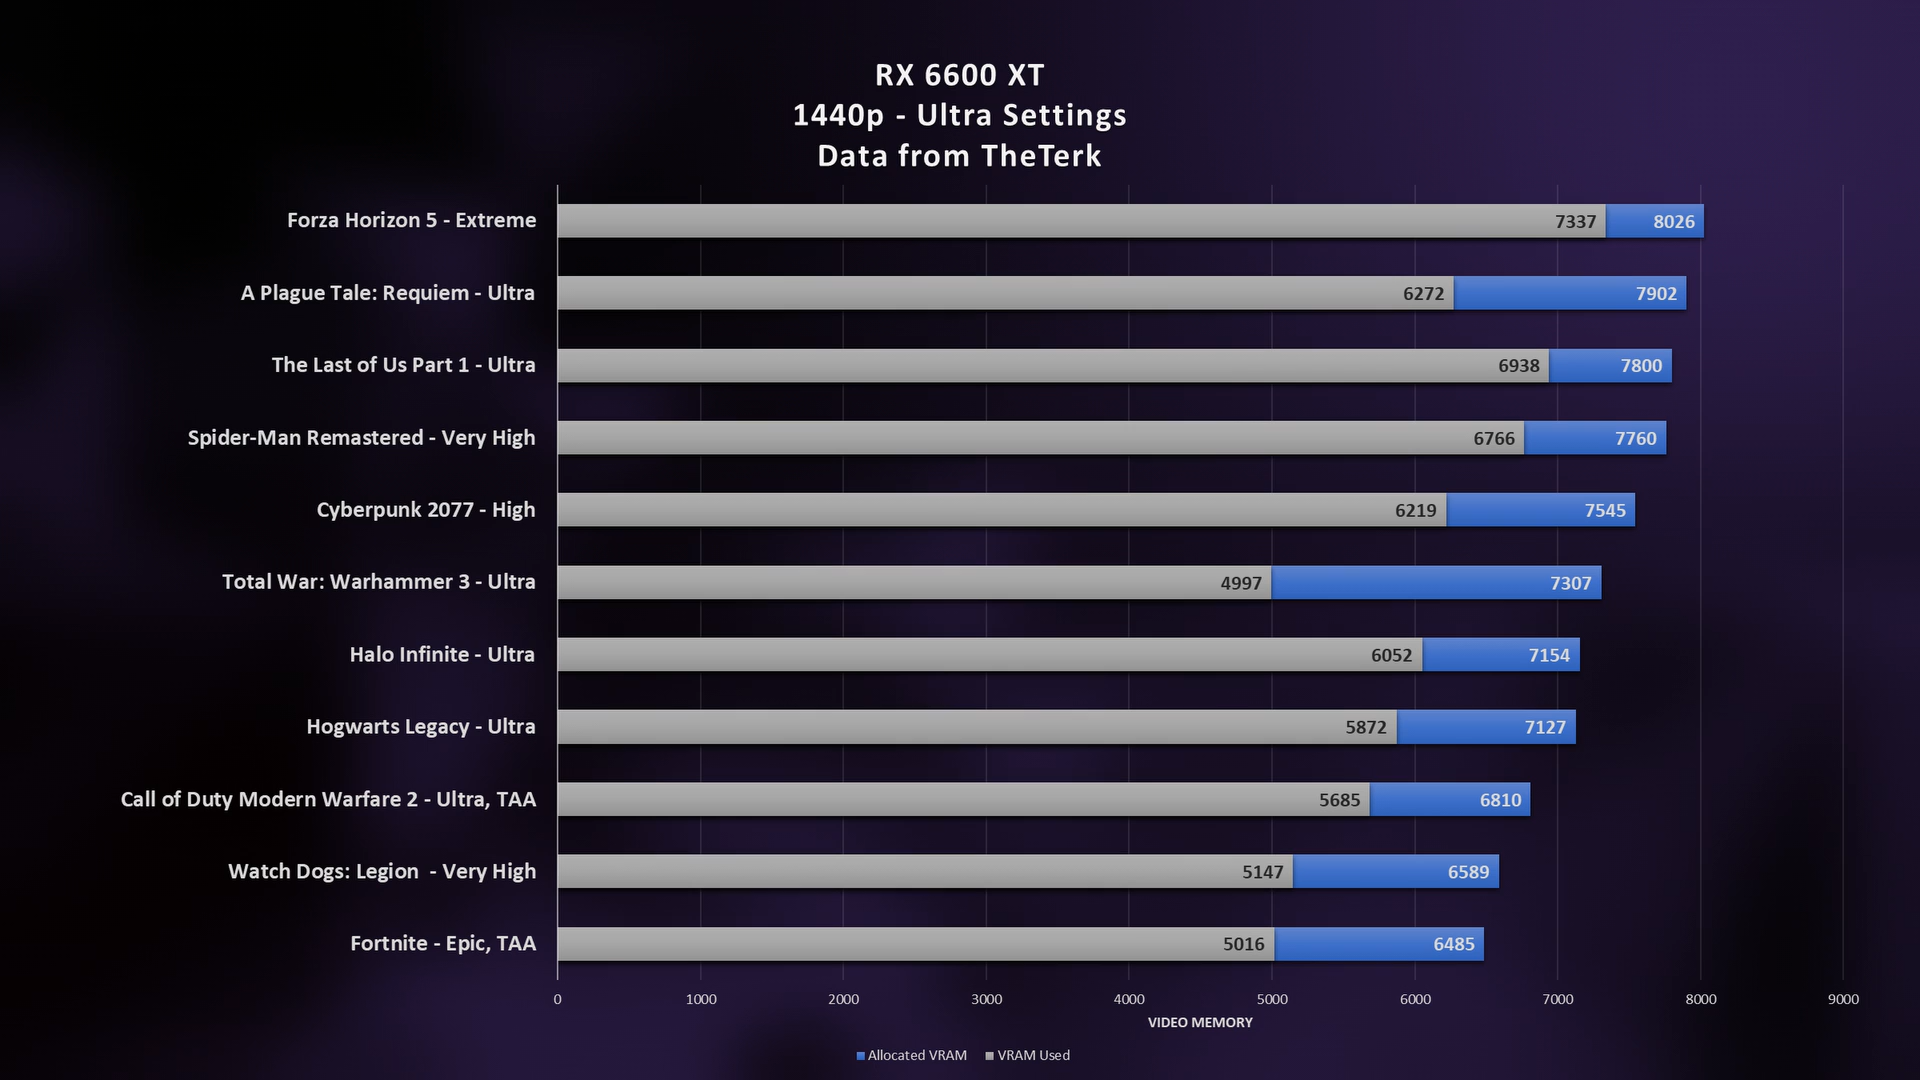 RX 6600 XT
1440p - Ultra Settings
Data from TheTerk
Forza Horizon 5 - Extreme 7337 8026
A Plague Tale: Requiem - Ultra 6272 7902
The Last of Us Part 1 - Ultra 6938 7800
Spider-Man Remastered - Very High 6766 7760
Cyberpunk 2077 - High 6219 7545
Total War: Warhammer 3 - Ultra 4997 7307
Halo Infinite - Ultra 6052 7154
Hogwarts Legacy - Ultra 5872 7127
Call of Duty Modern Warfare 2 - Ultra, TAA 5685 6810
Watch Dogs: Legion  - Very High 5147 6589
Fortnite - Epic, TAA 5016 6485
0 1000 2000 3000 4000 5000 6000 7000 8000 9000
VIDEO MEMORY
Allocated VRAM VRAM Used